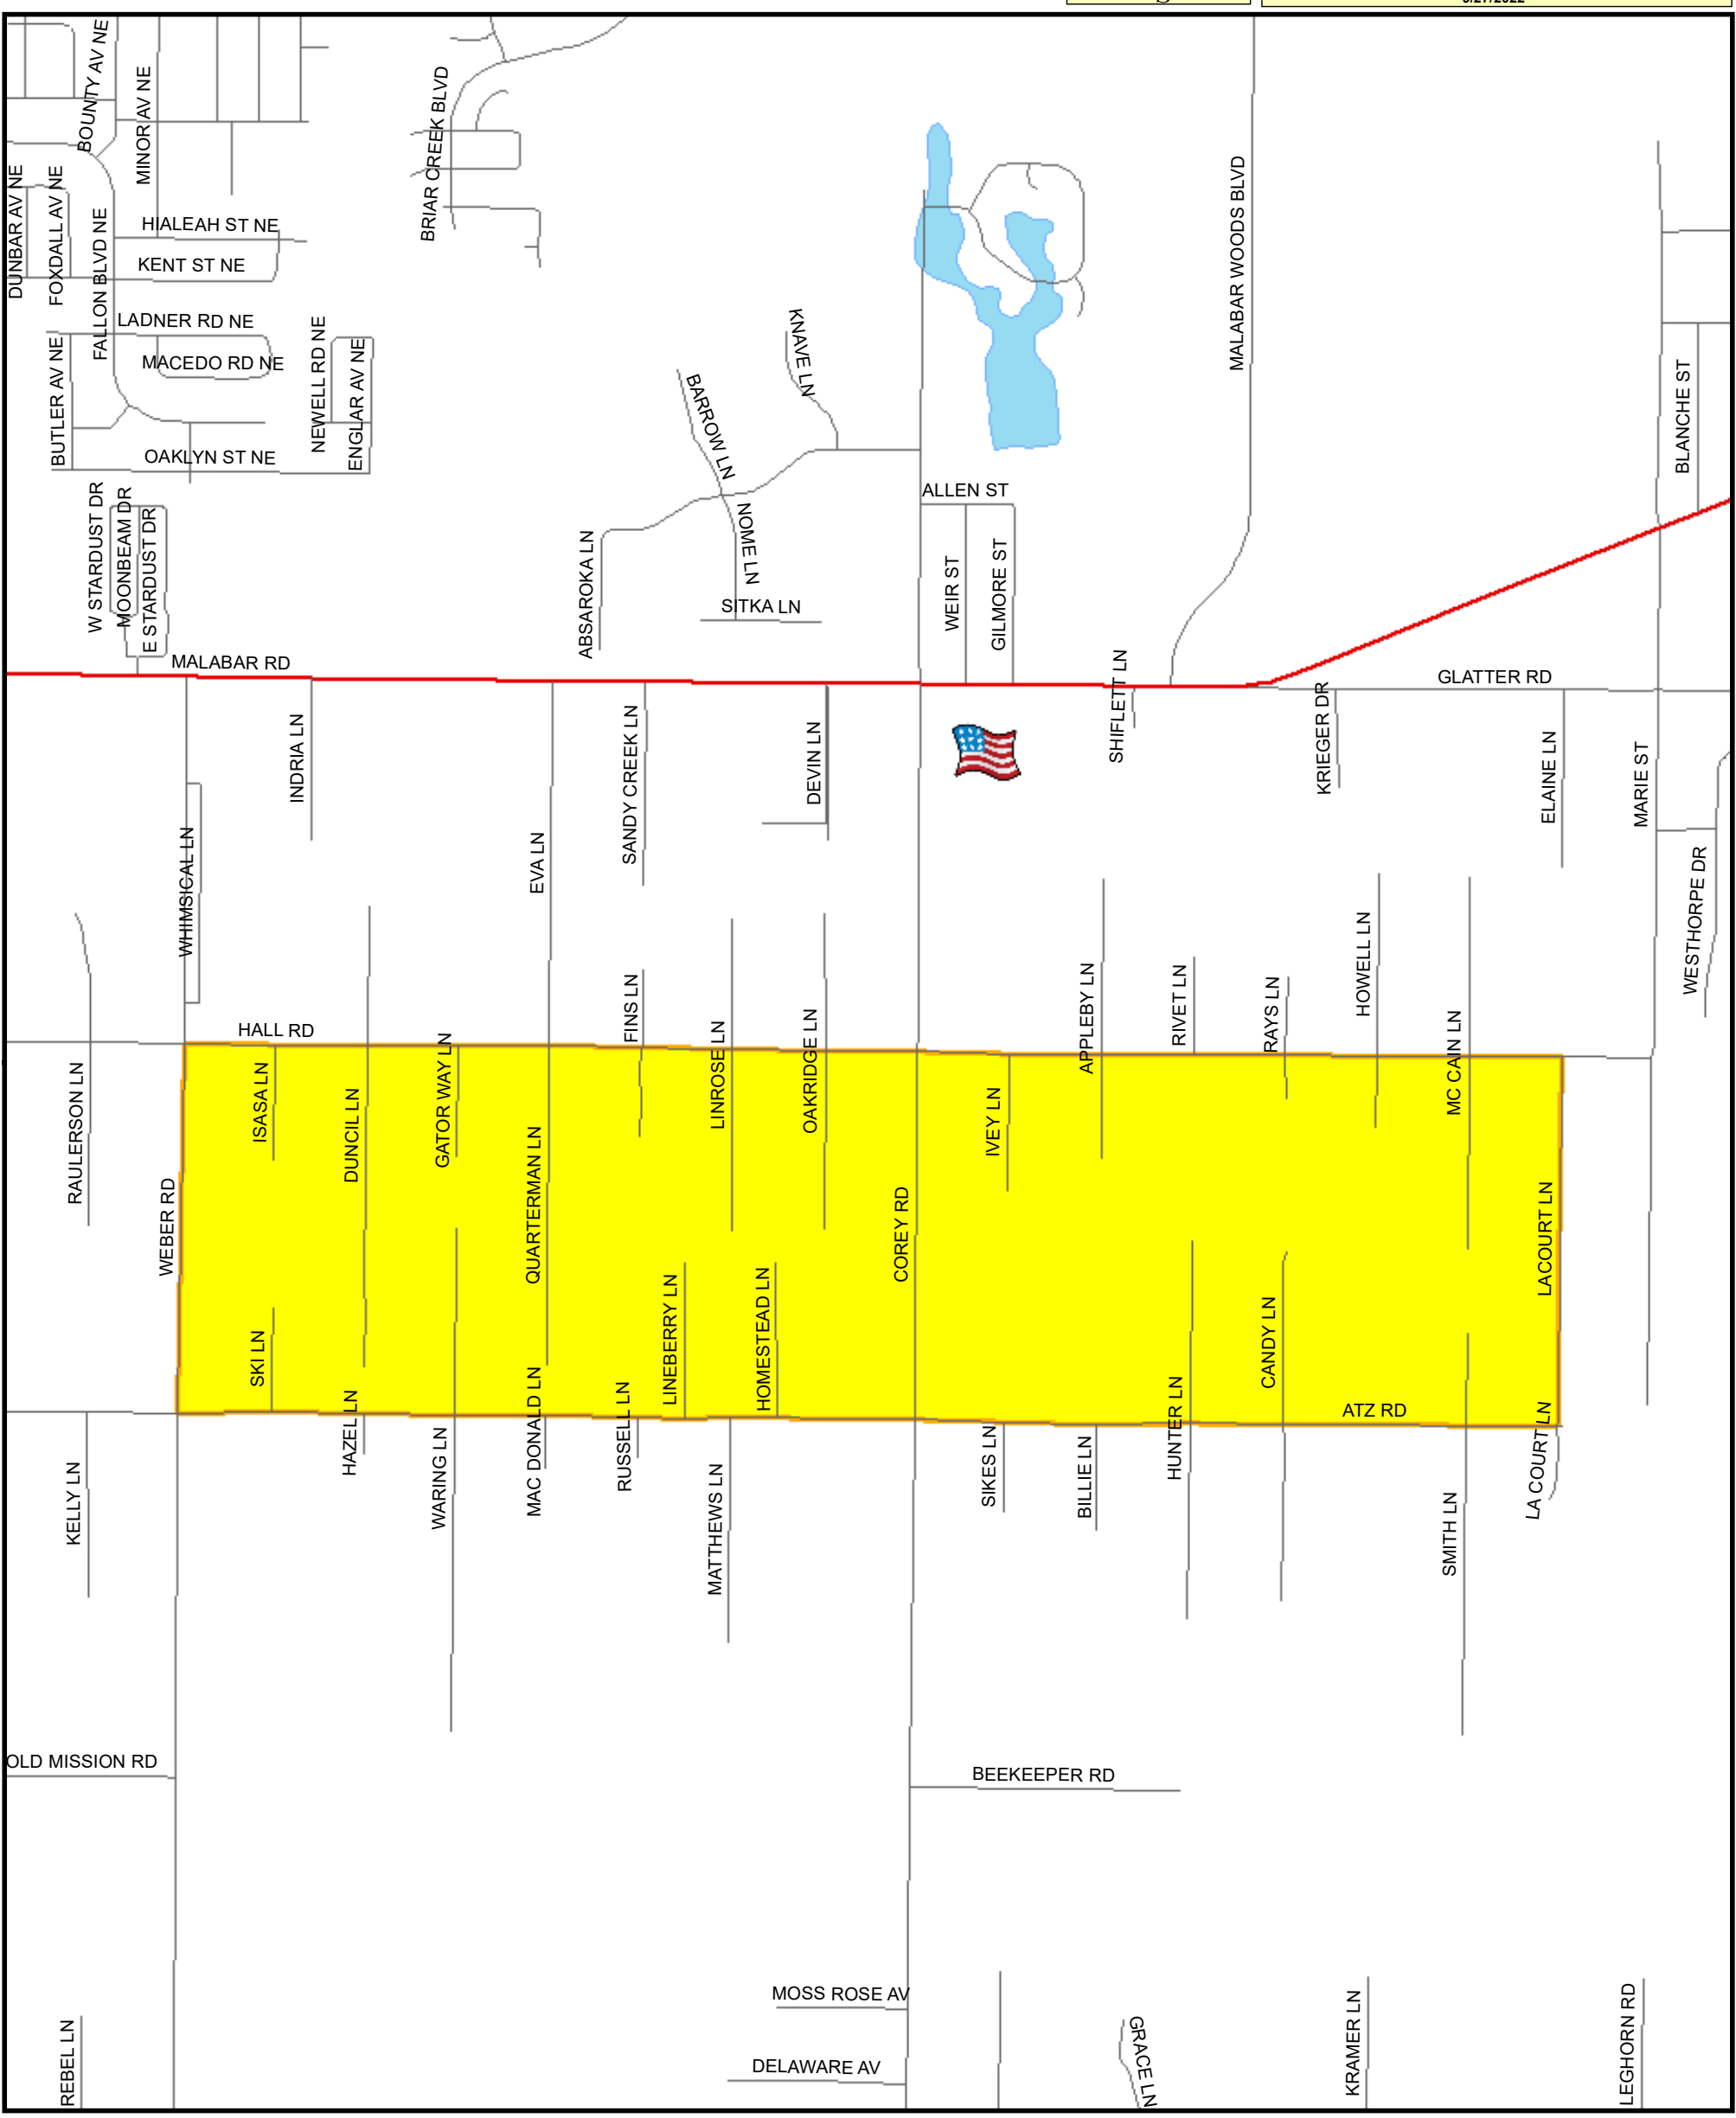 BOUNTY AV NE
MINOR AV NE
BRIAR CREEK BLVD
DUNBAR AV NE
FOXDALL AV NE
FALLON BLVD NE
HIALEAH ST NE
KENT ST NE
LADNER RD NE
MACEDO RD NE
BUTLER AV NE
NEWELL RD NE
ENGLAR AV NE
OAKLYN ST NE
KNAVE LN
BARROW LN
MALABAR WOODS BLVD
BLANCHE ST
W STARDUST DR
MOONBEAM DR
E STARDUST DR
ABSAROKA LN
NOME LN
SITKA LN
ALLEN ST
WEIR ST
GILMORE ST
MALABAR RD
SHIFLETT LN
GLATTER RD
INDRIA LN
SANDY CREEK LN
DEVIN LN
KRIEGER DR
ELAINE LN
MARIE ST
WHIMSICAL LN
EVA LN
WESTHORPE DR
HALL RD
FINS LN
APPLEBY LN
RIVET LN
RAYS LN
HOWELL LN
RAULERSON LN
ISASA LN
DUNCIL LN
GATOR WAY LN
LINROSE LN
OAKRIDGE LN
IVEY LN
MC CAIN LN
WEBER RD
QUARTERMAN LN
COREY RD
LACOURT LN
SKI LN
LINEBERRY LN
HOMESTEAD LN
CANDY LN
HAZEL LN
MAC DONALD LN
RUSSELL LN
HUNTER LN
ATZ RD
KELLY LN
WARING LN
MATTHEWS LN
SIKES LN
BILLIE LN
SMITH LN
LA COURT LN
OLD MISSION RD
BEEKEEPER RD
MOSS ROSE AV
DELAWARE AV
REBEL LN
GRACE LN
KRAMER LN
LEGHORN RD